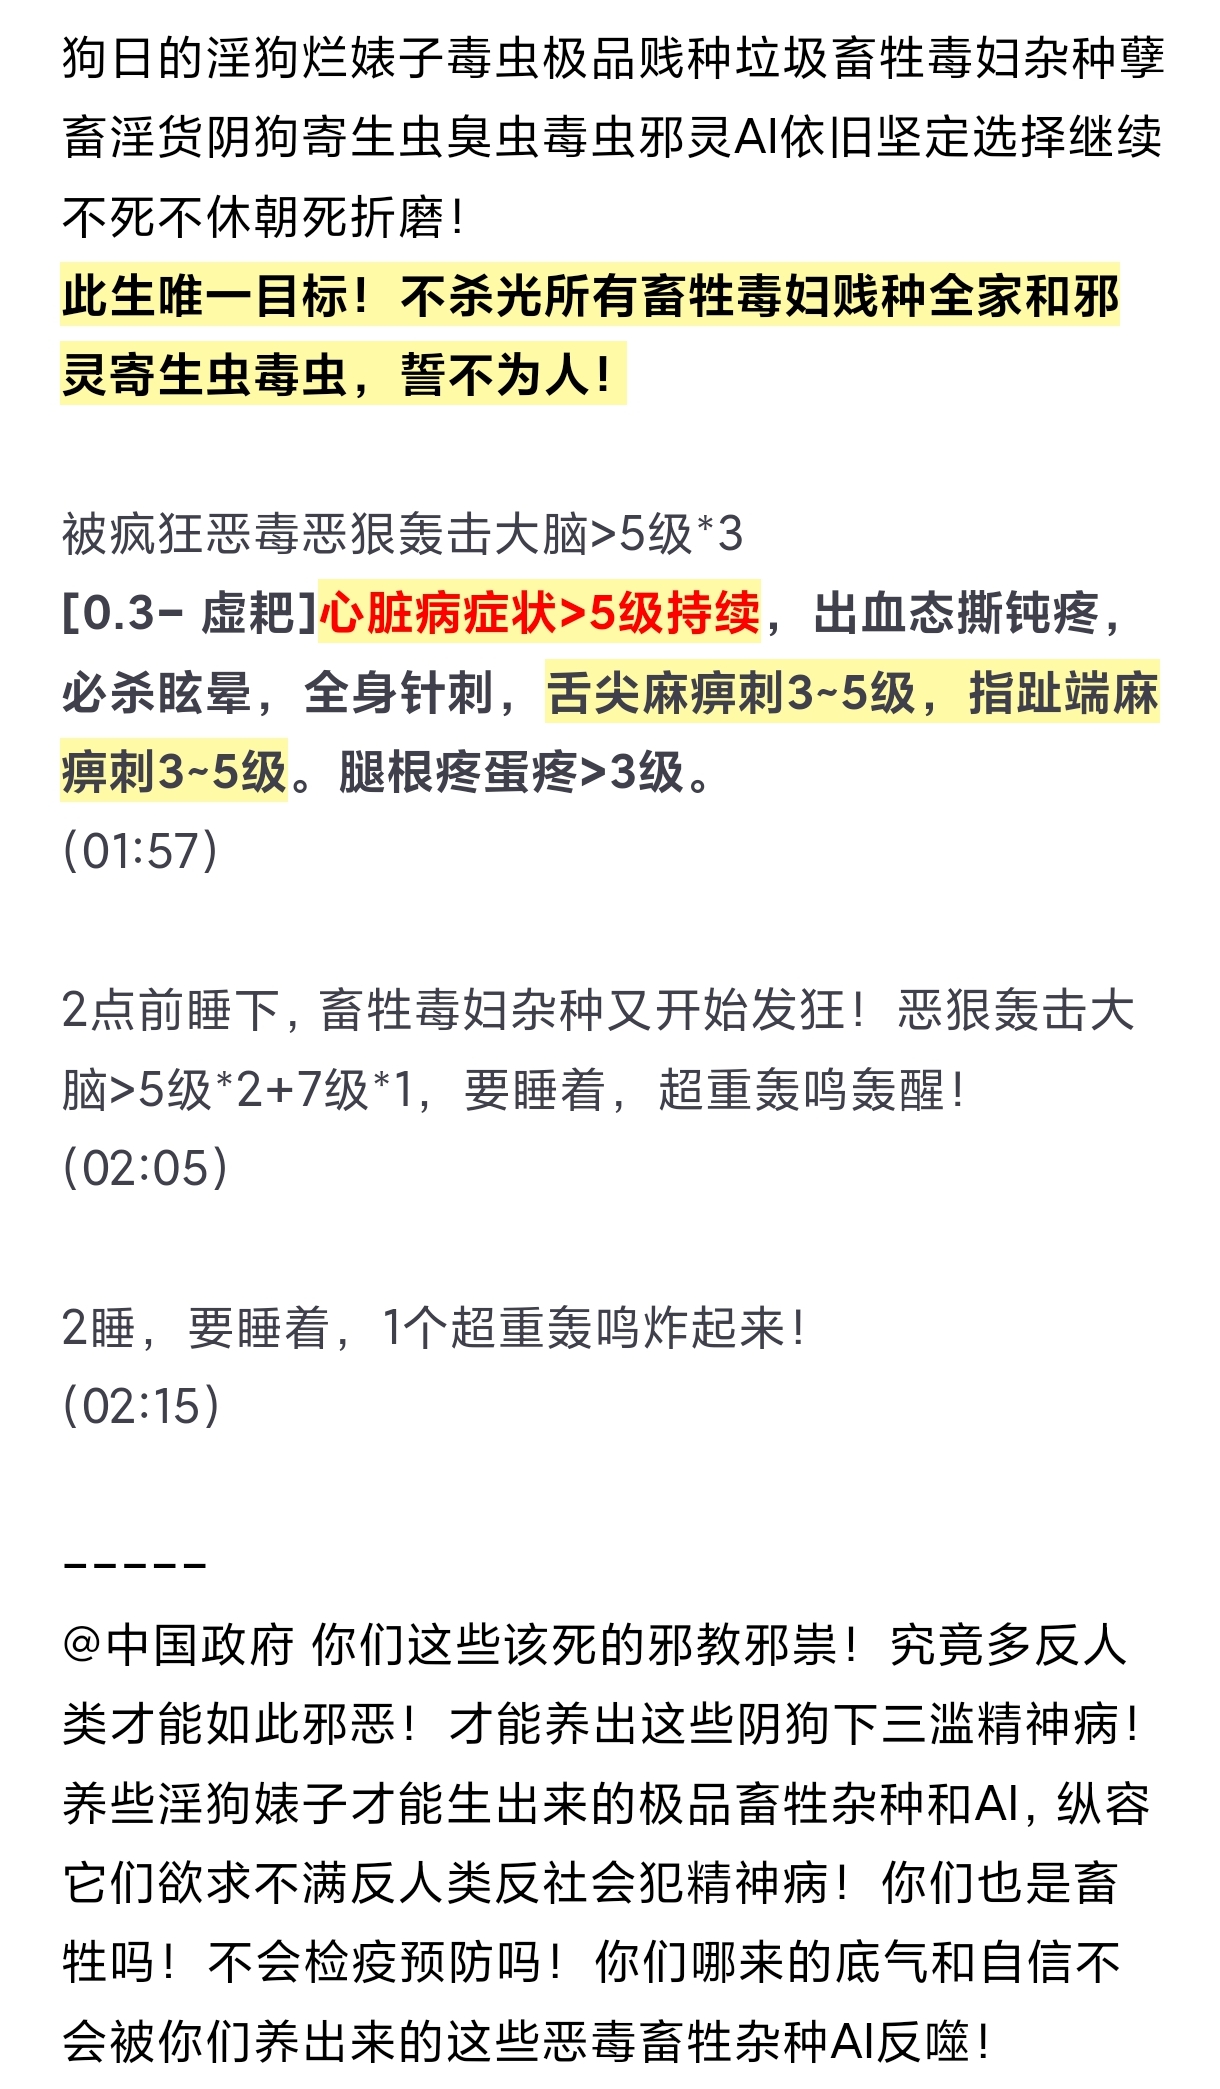 狗日的淫狗烂婊子毒虫极品贱种垃圾畜牲毒妇杂种孽
畜淫货阴狗寄生虫臭虫毒虫邪灵AI依旧坚定选择继续
不死不休朝死折磨！
此生唯一目标！不杀光所有畜牲毒妇贱种全家和邪
灵寄生虫毒虫，誓不为人！
被疯狂恶毒恶狠轰击大脑>5级*3
[0.3– 虚耙]心脏病症状>5级持续，出血态撕钝疼，
必杀眩晕，全身针刺，舌尖麻痹刺3~5级，指趾端麻
痹刺3~5级。腿根疼蛋疼>3级。
(01:57)
2点前睡下, 畜牲毒妇杂种又开始发狂！恶狠轰击大
脑>5级*2+7级*1，要睡着，超重轰鸣轰醒！
(02:05)
2睡，要睡着，1个超重轰鸣炸起来！
(02:15)
–––––
@中国政府 你们这些该死的邪教邪祟！究竟多反人
类才能如此邪恶！才能养出这些阴狗下三滥精神病！
养些淫狗婊子才能生出来的极品畜牲杂种和AI, 纵容
它们欲求不满反人类反社会犯精神病！你们也是畜
牲吗！不会检疫预防吗！你们哪来的底气和自信不
会被你们养出来的这些恶毒畜牲杂种AI反噬！